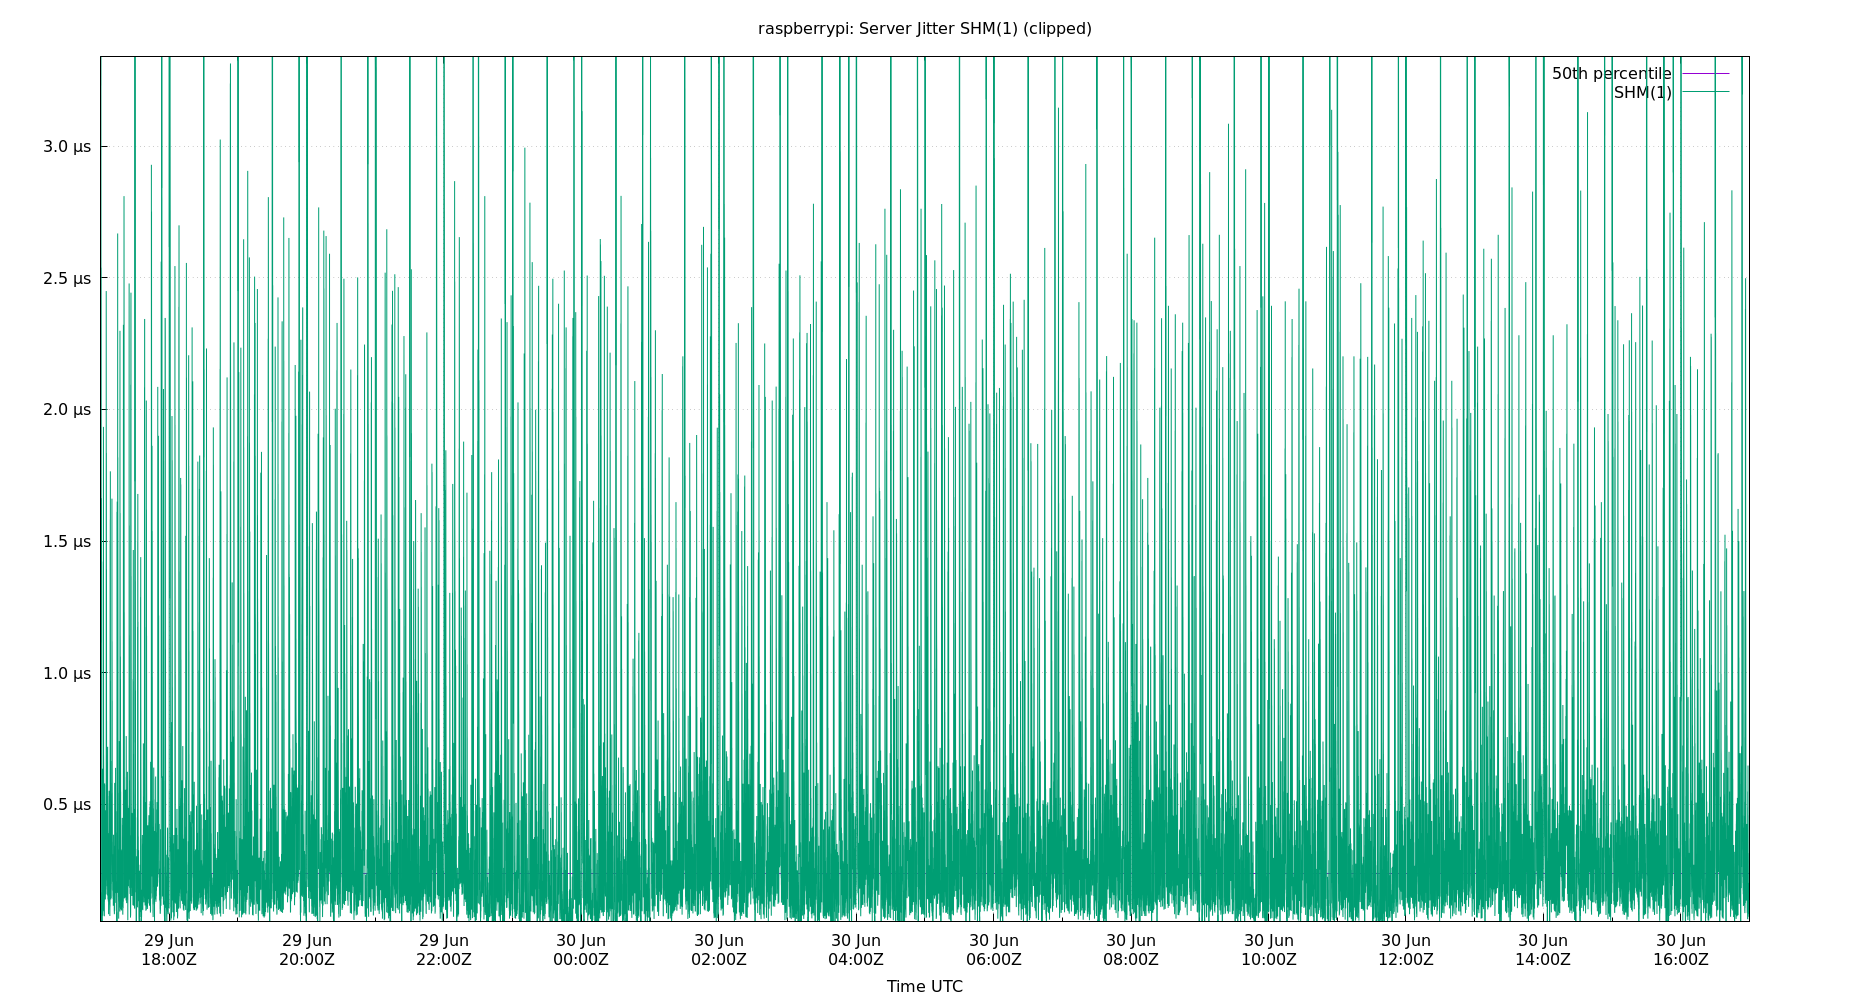 raspberrypi: Server Jitter SHM(1) (clipped)
50th percentile
SHM(1)
3.0 µs
2.5 µs
2.0 µs
1.5 µs
1.0 µs
0.5 µs
29 Jun 29 Jun 29 Jun 30 Jun 30 Jun 30 Jun 30 Jun 30 Jun 30 Jun 30 Jun 30 Jun 30 Jun
18:00Z 20:00Z 22:00Z 00:00Z 02:00Z 04:00Z 06:00Z 08:00Z 10:00Z 12:00Z 14:00Z 16:00Z
Time UTC